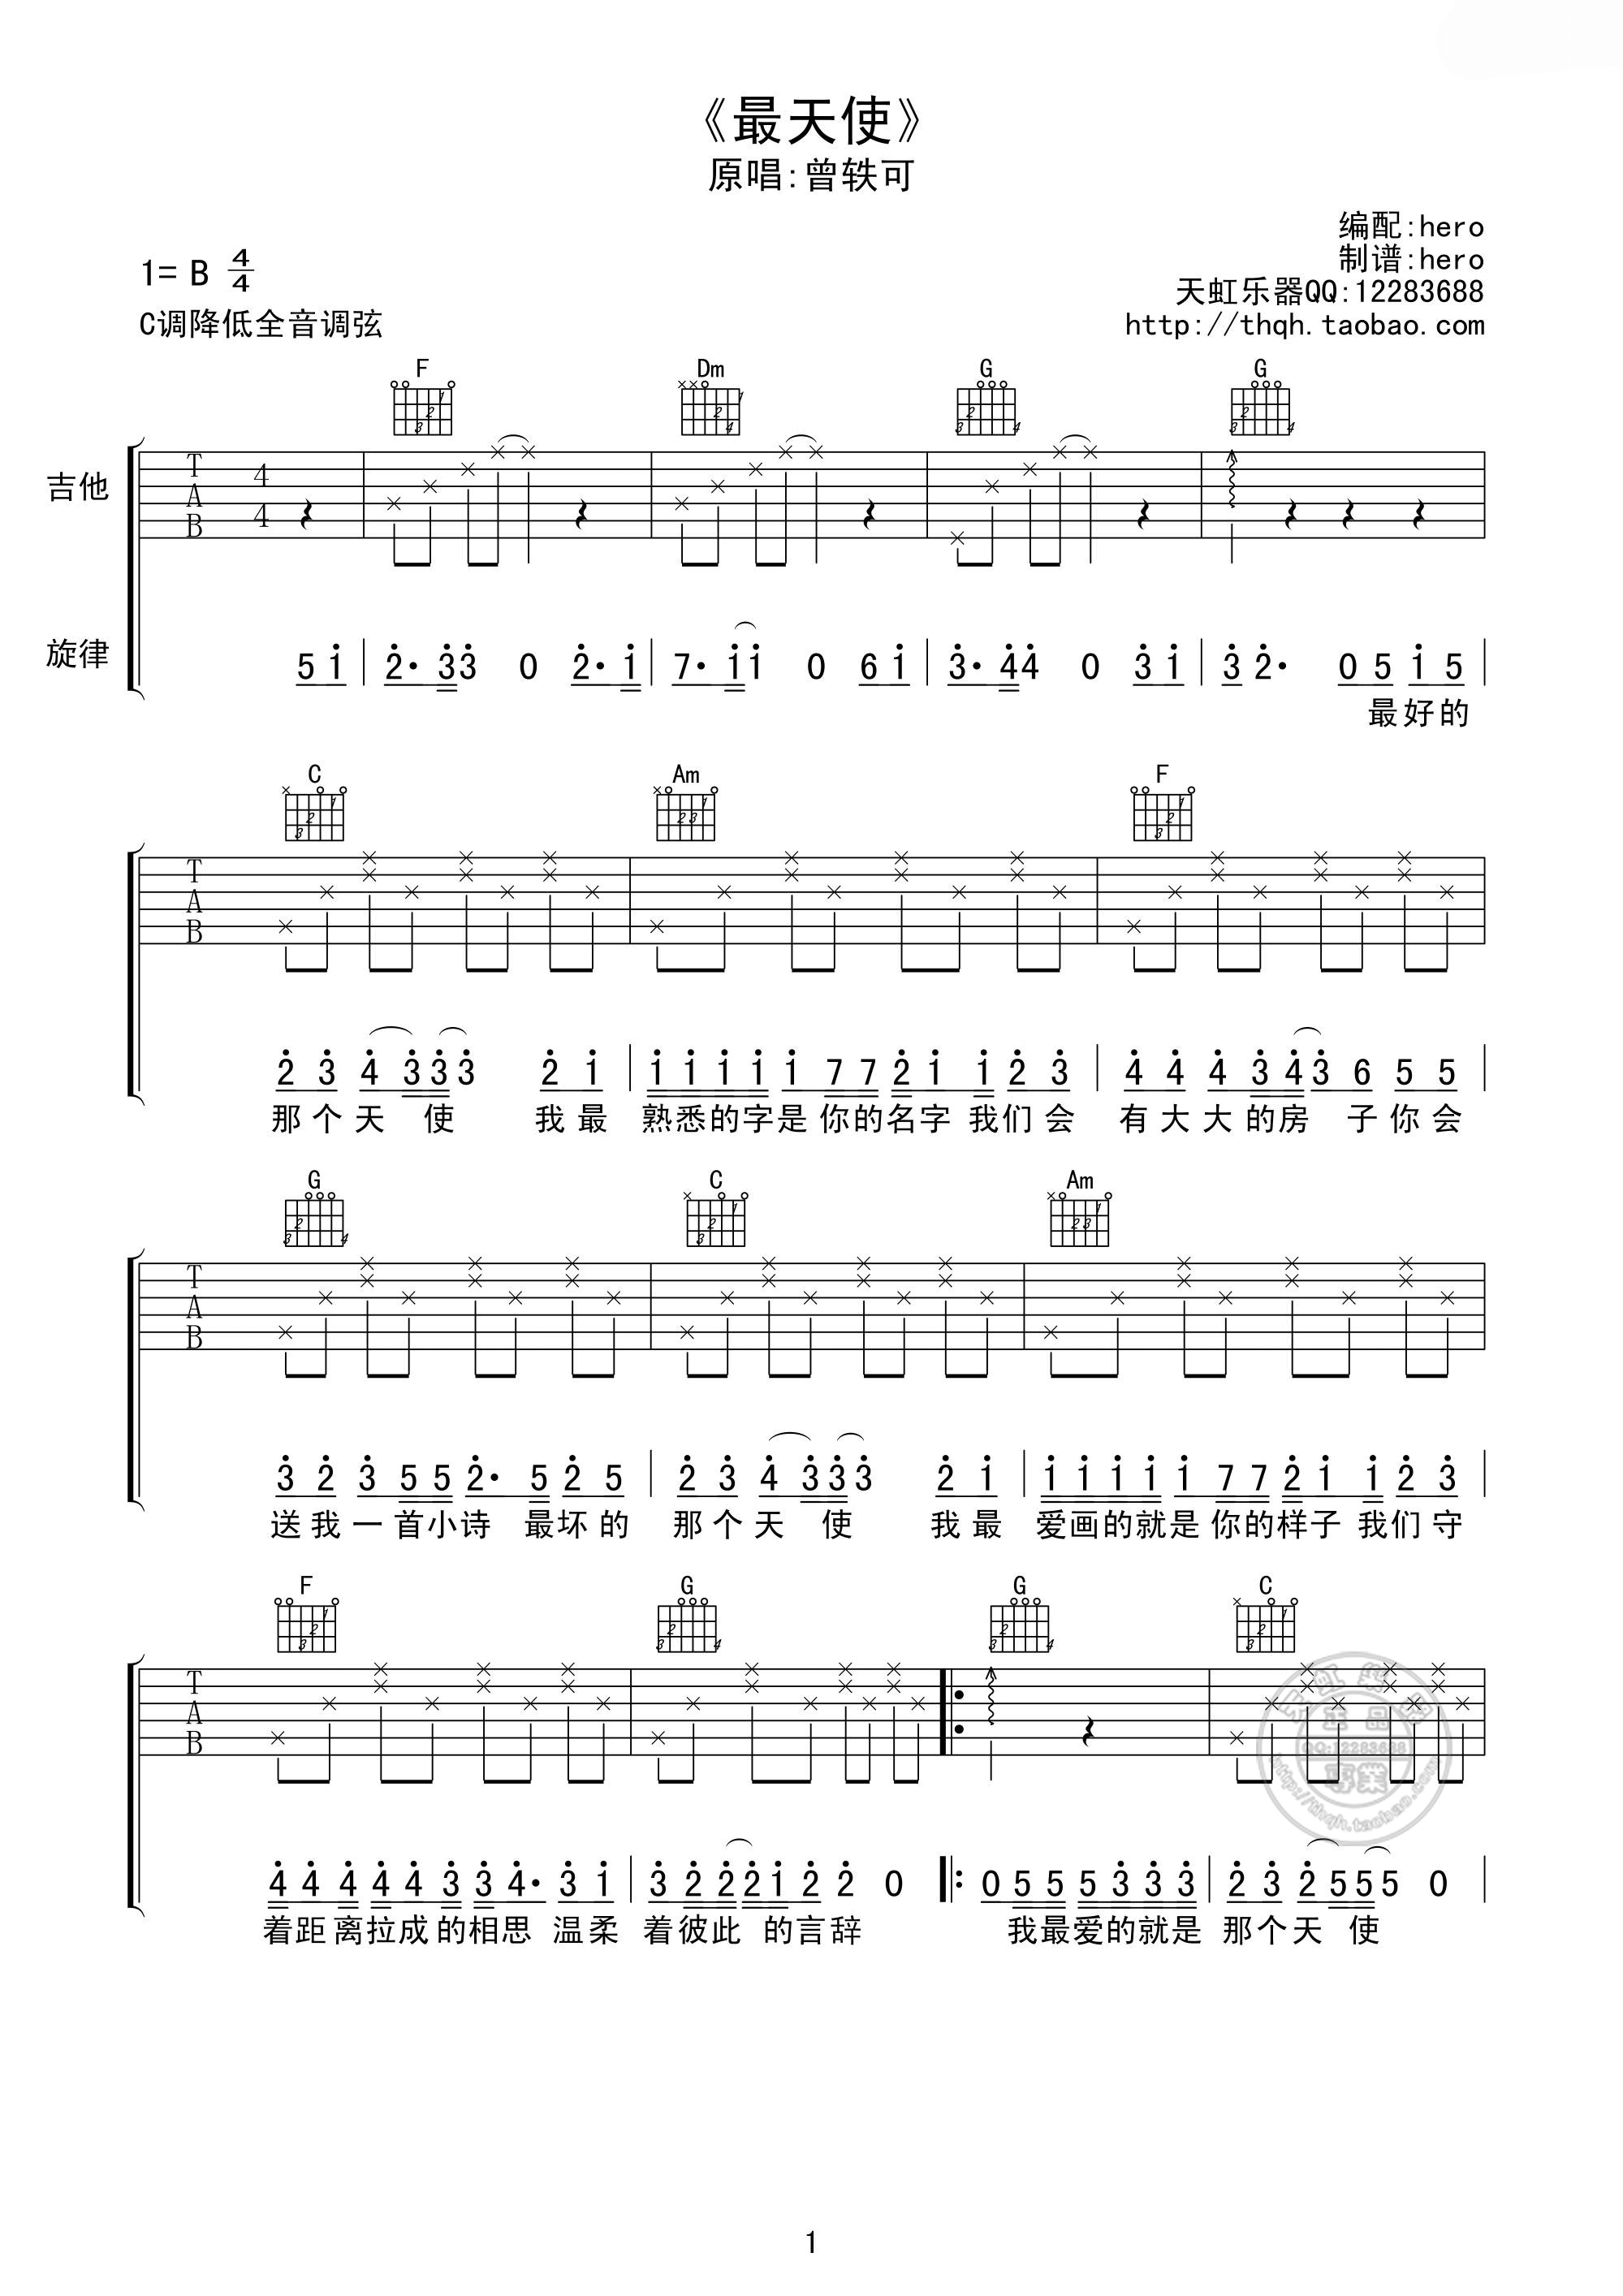 《最天使》
原唱:曾轶可
编配:hero
制谱:hero
天虹乐器QQ:12283688
http://thqh.taobao.com
1= B 4/4
C调降低全音调弦
F Dm G G
吉他 T A B 4 4
旋律 5 1 2· 3 3 0 2· 1 7· 1 1 0 6 1 3· 4 4 0 3 1 3 2· 0 5 1 5
最好的
C Am F
T A B
2 3 4 3 3 3 2 1 1 1 1 1 1 7 7 2 1 1 2 3 4 4 4 3 4 3 6 5 5
那个天使 我最 熟悉的字是你的名字 我们会 有大大的房子你会
G C Am
T A B
3 2 3 5 5 2· 5 2 5 2 3 4 3 3 3 2 1 1 1 1 1 1 7 7 2 1 1 2 3
送我一首小诗 最坏的 那个天使 我最 爱画的就是你的样子 我们守
F G G C
T A B
4 4 4 4 4 3 3 4· 3 1 3 2 2 2 1 2 2 0 0 5 5 5 3 3 3 2 3 2 5 5 5 0
着距离拉成的相思 温柔 着彼此的言辞 我最爱的就是 那个天使
天虹乐器
正品
QQ:12283688
專業
http://thqh.taobao.com
1